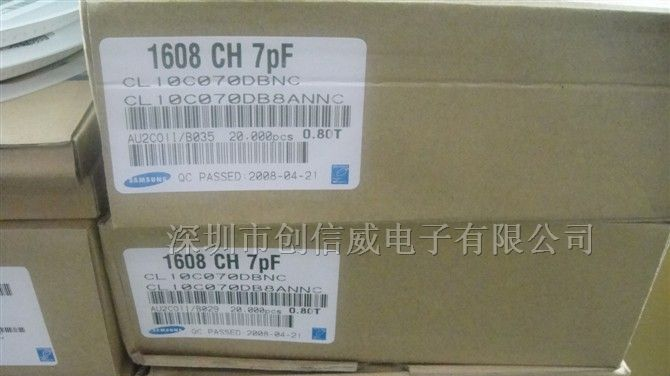 1608 CH 7pF
CL10C070DBNC
CL10C070DB8ANNC
AU2C011/B035 20.000pcs 0.80T
SAMSUNG QC PASSED:2008-04-21
深圳市创信威电子有限公司
1608 CH 7pF
CL10C070DBNC
CL10C070DB8ANNC
AU2C011/B029 20.000pcs 0.80T
SAMSUNG QC PASSED:2008-04-21